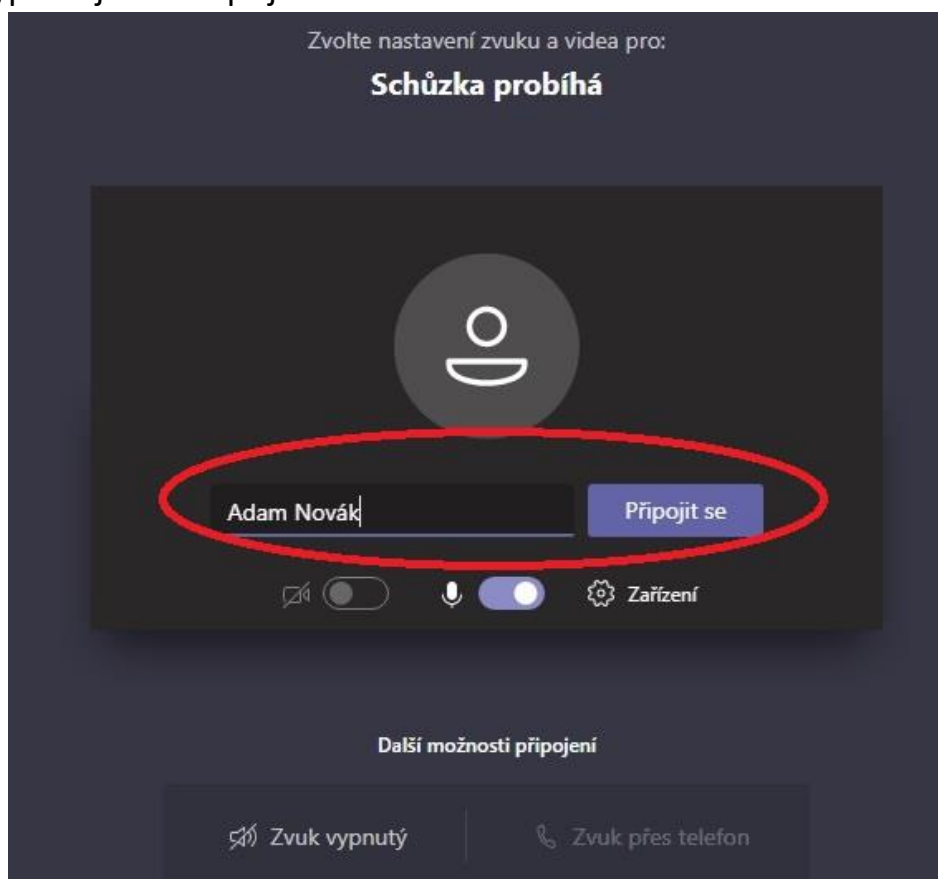 Zvolte nastavení zvuku a videa pro:
Schůzka probíhá
Adam Novák
Připojit se
Zařízení
Další možnosti připojení
Zvuk vypnutý
Zvuk přes telefon